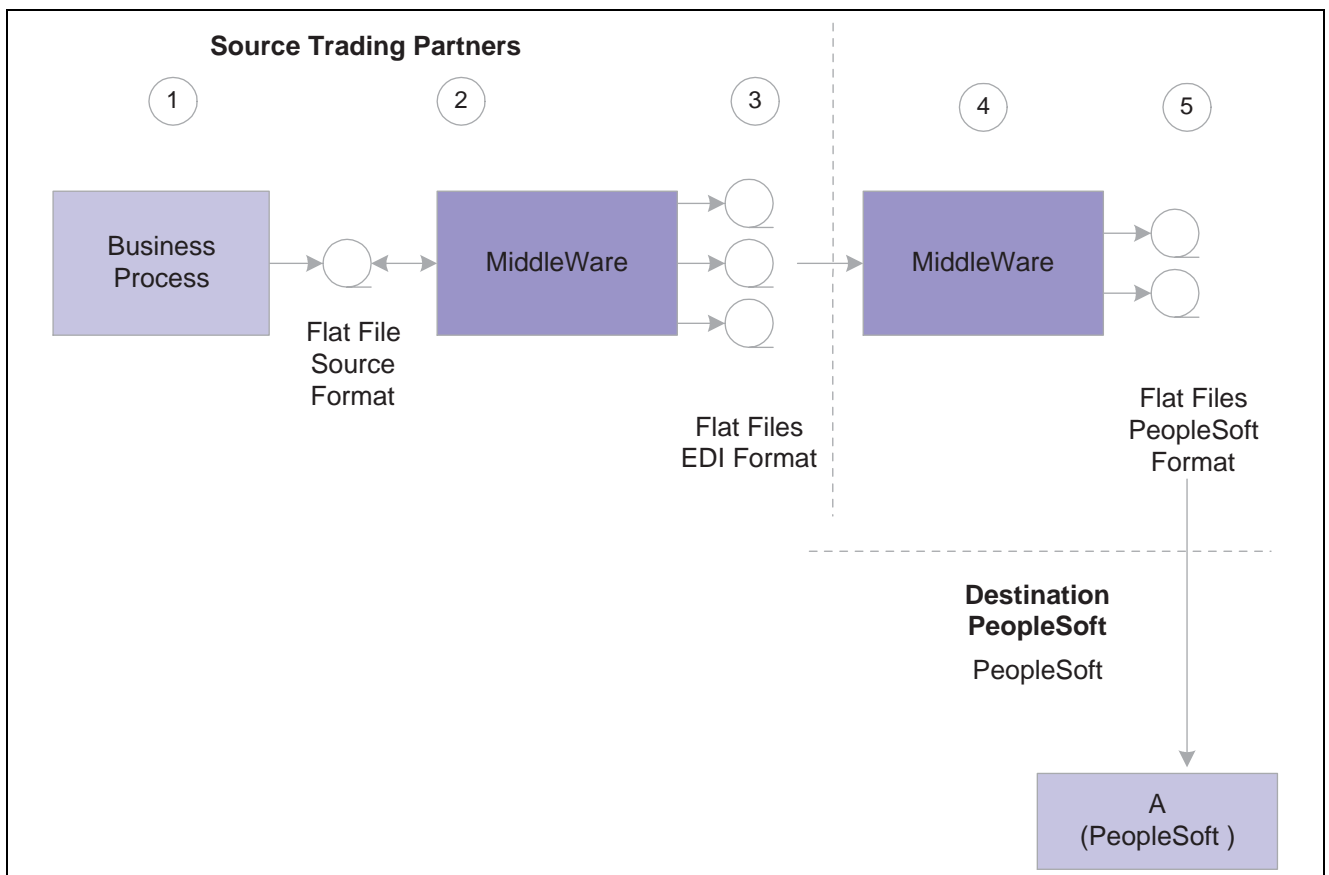 Source Trading Partners
1
2
3
4
5
Business
Process
MiddleWare
MiddleWare
Flat File
Source
Format
Flat Files
EDI Format
Flat Files
PeopleSoft
Format
Destination
PeopleSoft
PeopleSoft
A
(PeopleSoft )